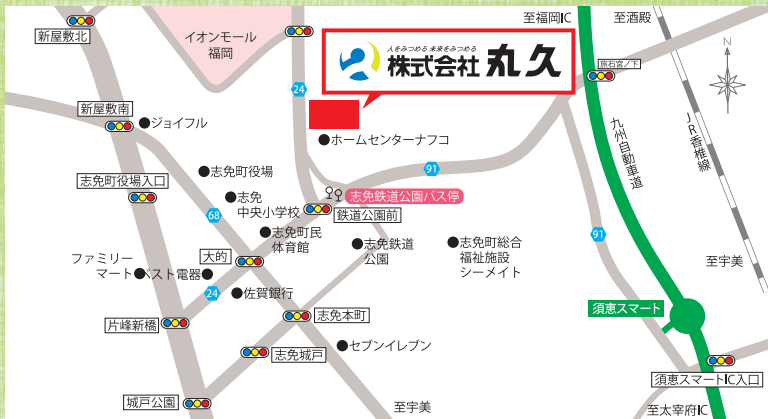 新屋敷北
イオンモール
福岡
至福岡IC
至酒殿
人をみつめる 未来をみつめる
株式会社 丸久
N
旅石宮ノ下
24
新屋敷南
ジョイフル
ホームセンターナフコ
九州自動車道
JR香椎線
志免町役場
91
志免町役場入口
志免
中央小学校
志免鉄道公園バス停
鉄道公園前
68
志免町民
体育館
志免鉄道
公園
志免町総合
福祉施設
シーメイト
91
大的
ファミリー
マート
ベスト電器
至宇美
24
佐賀銀行
須恵スマート
片峰新橋
志免本町
志免城戸
セブンイレブン
須恵スマートIC入口
城戸公園
至宇美
至太宰府IC